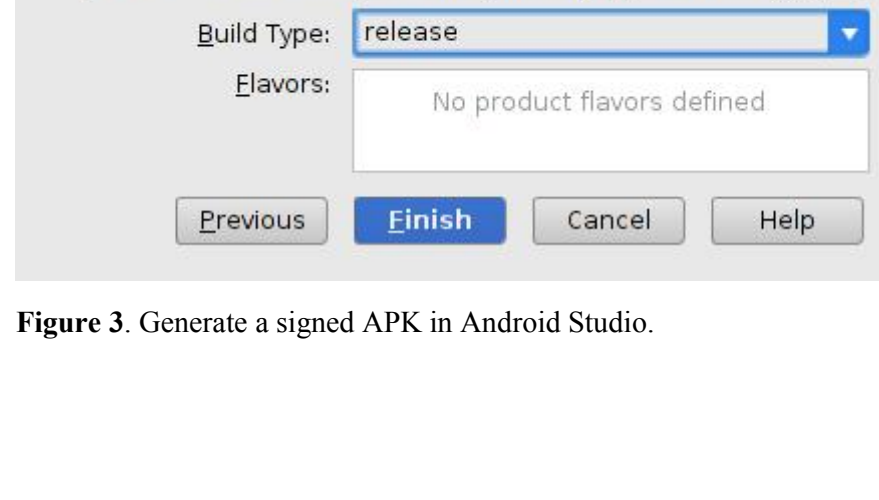 Build Type: release
Flavors:
No product flavors defined
Previous Finish Cancel Help
Figure 3. Generate a signed APK in Android Studio.